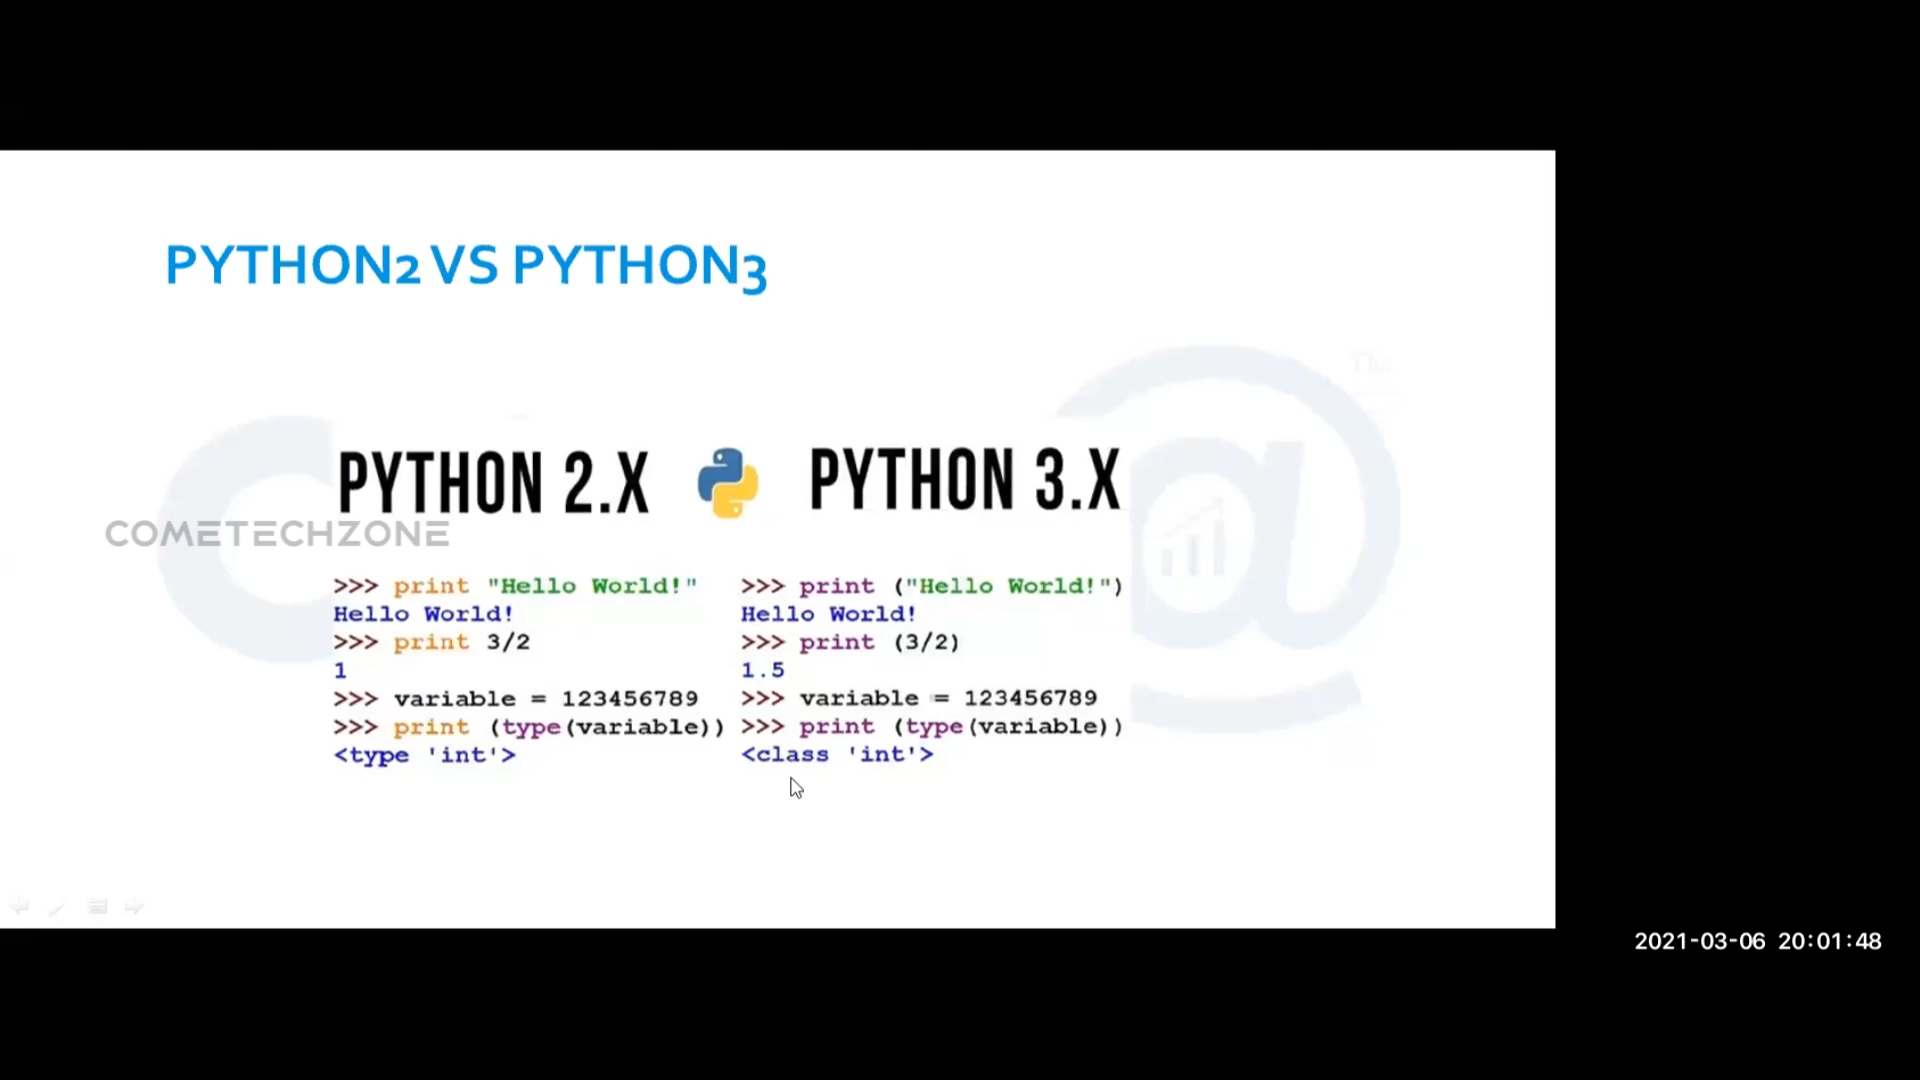 PYTHON2 VS PYTHON3
TM
PYTHON 2.X PYTHON 3.X
COMETECHZONE
>>> print "Hello World!"
Hello World!
>>> print 3/2
1
>>> variable = 123456789
>>> print (type(variable))
<type 'int'>
>>> print ("Hello World!")
Hello World!
>>> print (3/2)
1.5
>>> variable = 123456789
>>> print (type(variable))
<class 'int'>
2021-03-06 20:01:48